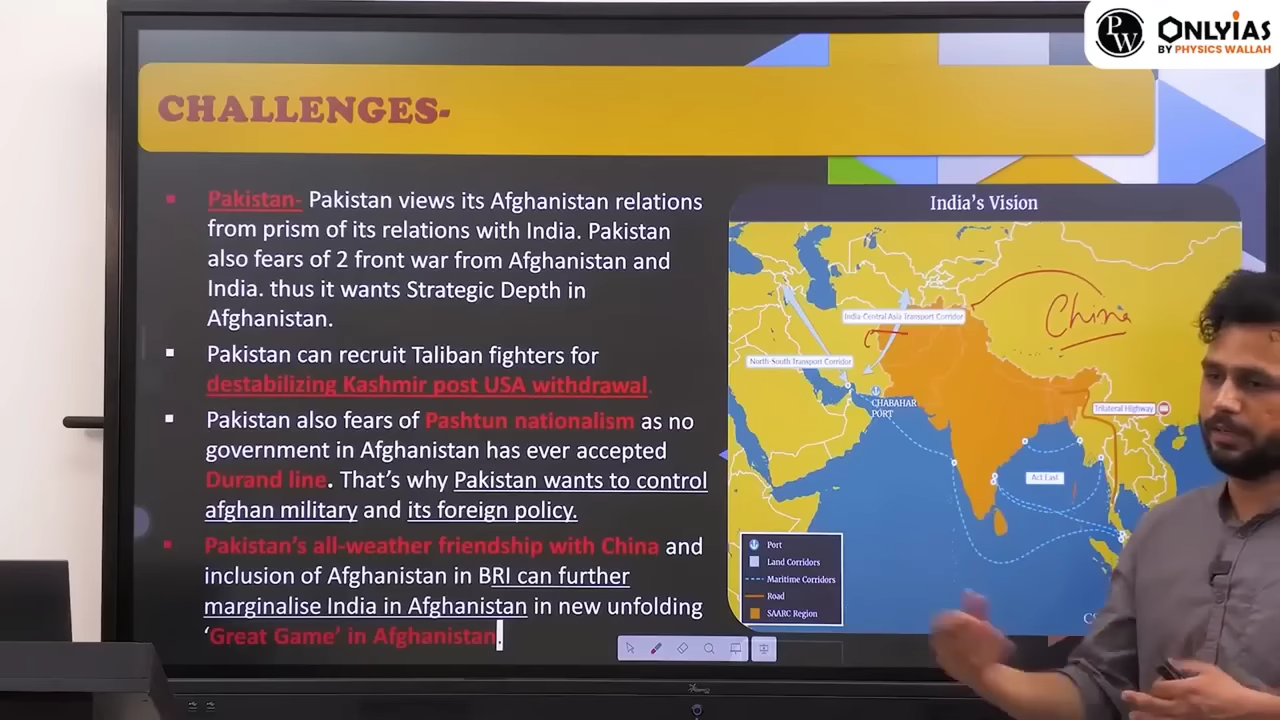 PW
ONLYIAS
BY PHYSICS WALLAH
CHALLENGES-
Pakistan- Pakistan views its Afghanistan relations
from prism of its relations with India. Pakistan
also fears of 2 front war from Afghanistan and
India. thus it wants Strategic Depth in
Afghanistan.
Pakistan can recruit Taliban fighters for
destabilizing Kashmir post USA withdrawal.
Pakistan also fears of Pashtun nationalism as no
government in Afghanistan has ever accepted
Durand line. That's why Pakistan wants to control
afghan military and its foreign policy.
Pakistan's all-weather friendship with China and
inclusion of Afghanistan in BRI can further
marginalise India in Afghanistan in new unfolding
'Great Game' in Afghanistan.
India's Vision
India Central Asia Transport Corridor
China
North South Transport Corridor
CHABAHAR
PORT
Trilateral Highway
Act East
Port
Land Corridors
Maritime Corridors
Road
SAARC Region